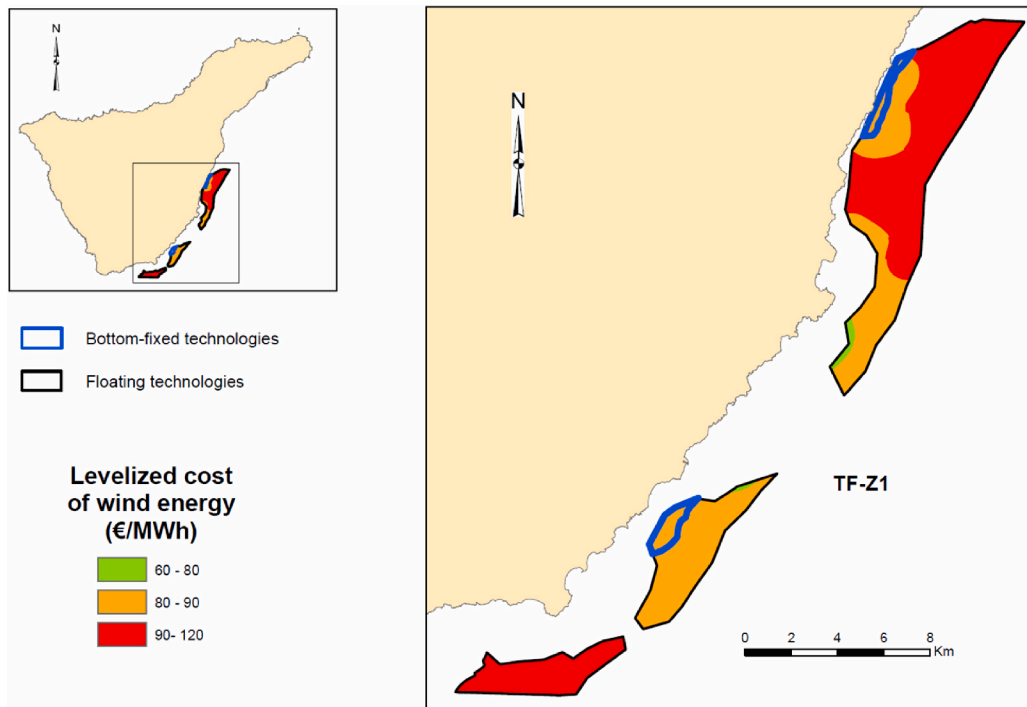 N
Bottom-fixed technologies
Floating technologies
Levelized cost
of wind energy
(€/MWh)
60 - 80
80 - 90
90- 120
N
TF-Z1
0 2 4 6 8
Km